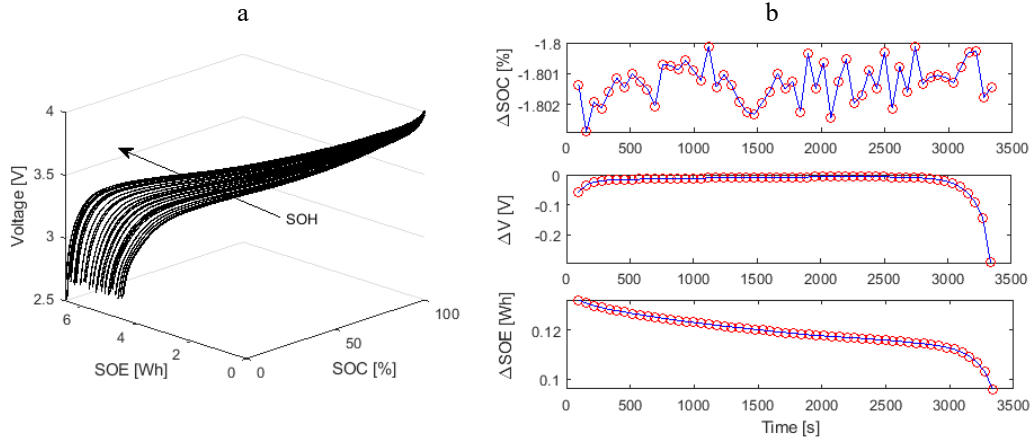 a
4
3.5
3
2.5
Voltage [V]
SOH
6
4
2
0
0
50
100
SOE [Wh]
SOC [%]
b
-1.8
-1.801
-1.802
ΔSOC [%]
0 500 1000 1500 2000 2500 3000 3500
0
-0.1
-0.2
ΔV [V]
0 500 1000 1500 2000 2500 3000 3500
0.12
0.1
ΔSOE [Wh]
0 500 1000 1500 2000 2500 3000 3500
Time [s]